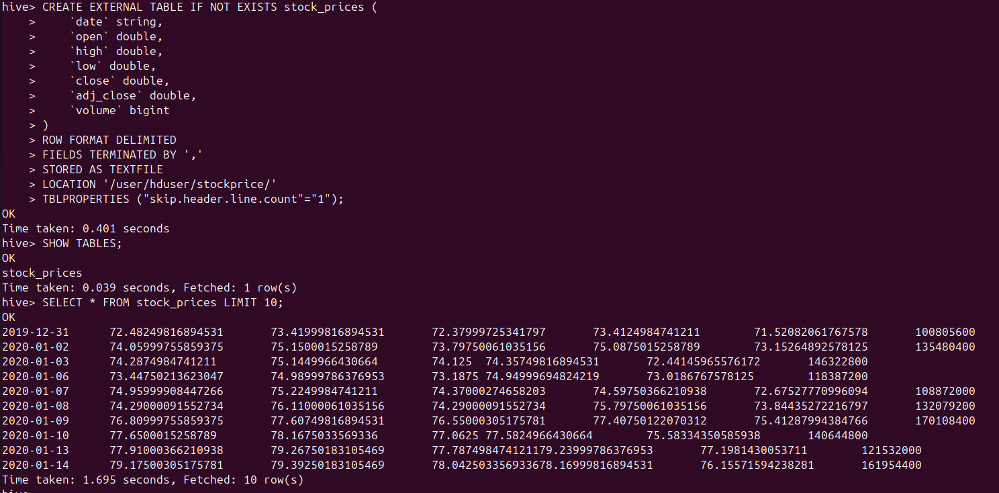 hive> CREATE EXTERNAL TABLE IF NOT EXISTS stock_prices (
    >     `date` string,
    >     `open` double,
    >     `high` double,
    >     `low` double,
    >     `close` double,
    >     `adj_close` double,
    >     `volume` bigint
    > )
    > ROW FORMAT DELIMITED
    > FIELDS TERMINATED BY ','
    > STORED AS TEXTFILE
    > LOCATION '/user/hduser/stockprice/'
    > TBLPROPERTIES ("skip.header.line.count"="1");
OK
Time taken: 0.401 seconds
hive> SHOW TABLES;
OK
stock_prices
Time taken: 0.039 seconds, Fetched: 1 row(s)
hive> SELECT * FROM stock_prices LIMIT 10;
OK
2019-12-31      72.48249816894531       73.41999816894531       72.37999725341797       73.4124984741211        71.52082061767578       100805600
2020-01-02      74.05999755859375       75.1500015258789        73.79750061035156       75.0875015258789        73.15264892578125       135480400
2020-01-03      74.2874984741211        75.1449966430664        74.125  74.35749816894531       72.44145965576172       146322800
2020-01-06      73.44750213623047       74.98999786376953       73.1875 74.94999694824219       73.0186767578125        118387200
2020-01-07      74.95999908447266       75.2249984741211        74.37000274658203       74.59750366210938       72.67527770996094       108872000
2020-01-08      74.29000091552734       76.11000061035156       74.29000091552734       75.79750061035156       73.84435272216797       132079200
2020-01-09      76.80999755859375       77.60749816894531       76.55000305175781       77.40750122070312       75.41287994384766       170108400
2020-01-10      77.6500015258789        78.1675033569336        77.0625 77.5824966430664        75.58334350585938       140644800
2020-01-13      77.91000366210938       79.26750183105469       77.787498474121179.23999786376953       77.1981430053711        121532000
2020-01-14      79.17500305175781       79.39250183105469       78.042503356933678.16999816894531       76.15571594238281       161954400
Time taken: 1.695 seconds, Fetched: 10 row(s)
hive>